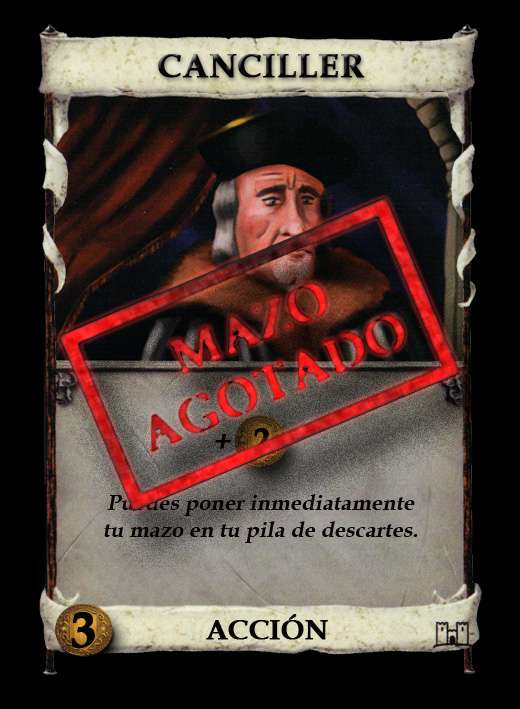 CANCILLER
MAZO
AGOTADO
+ 2
Puedes poner inmediatamente
tu mazo en tu pila de descartes.
3
ACCIÓN